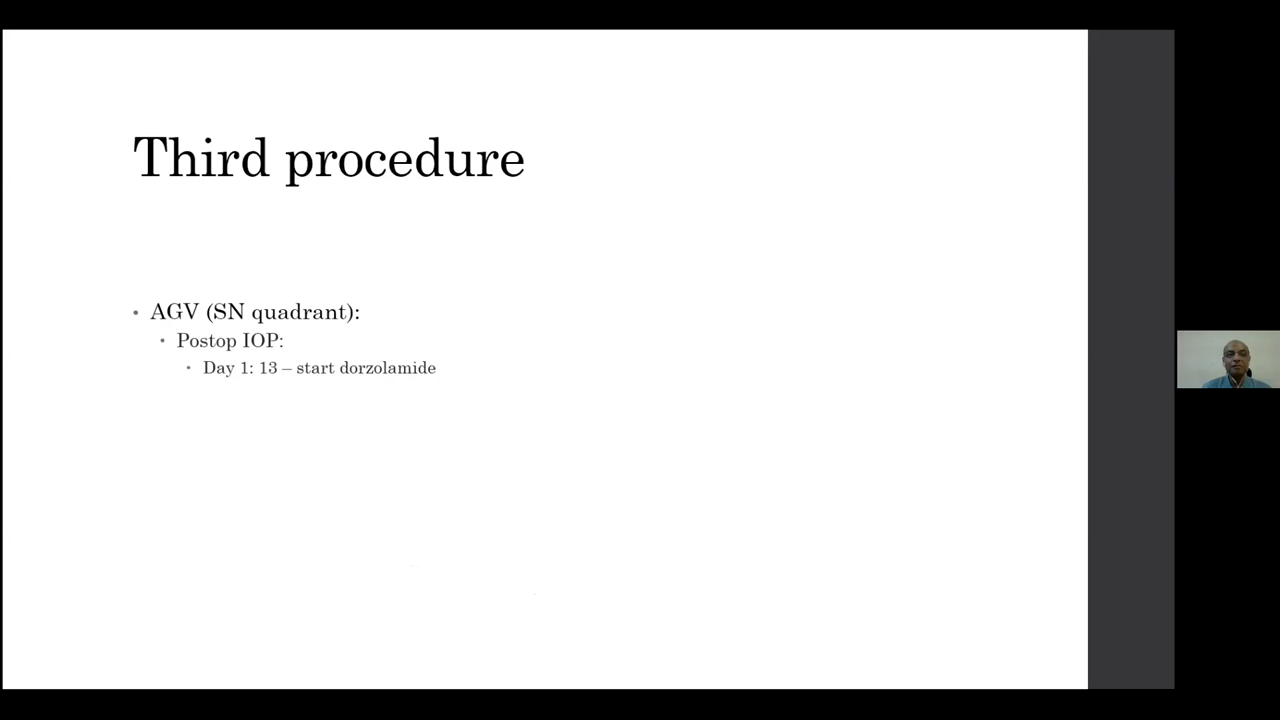 Third procedure
• AGV (SN quadrant):
• Postop IOP:
• Day 1: 13 – start dorzolamide